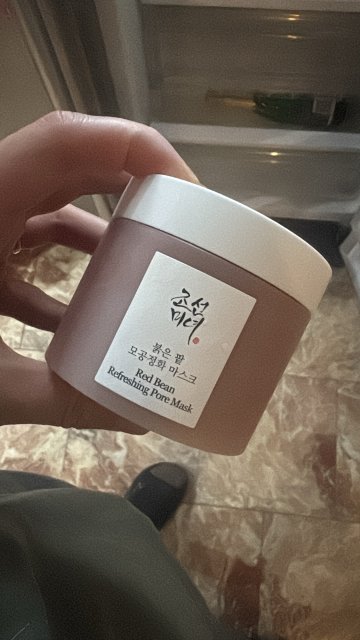 조선
미녀
붉은 팥
모공정화 마스크
Red Bean
Refreshing Pore Mask